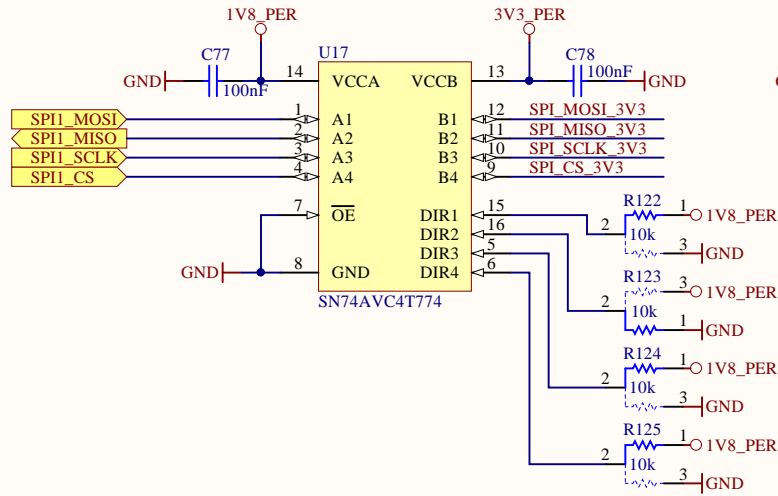 1V8_PER 3V3_PER
C77 U17 C78
GND 100nF 14 VCCA VCCB 13 100nF GND
SPI1_MOSI 1 A1 B1 12 SPI_MOSI_3V3
SPI1_MISO 2 A2 B2 11 SPI_MISO_3V3
SPI1_SCLK 3 A3 B3 10 SPI_SCLK_3V3
SPI1_CS 4 A4 B4 9 SPI_CS_3V3
7 OE DIR1 15 R122 1 1V8_PER
DIR2 16 2 10k
DIR3 5 3 GND
GND 8 GND DIR4 6
SN74AVC4T774
R123 3 1V8_PER
2 10k
1 GND
R124 1 1V8_PER
2 10k
3 GND
R125 1 1V8_PER
2 10k
3 GND